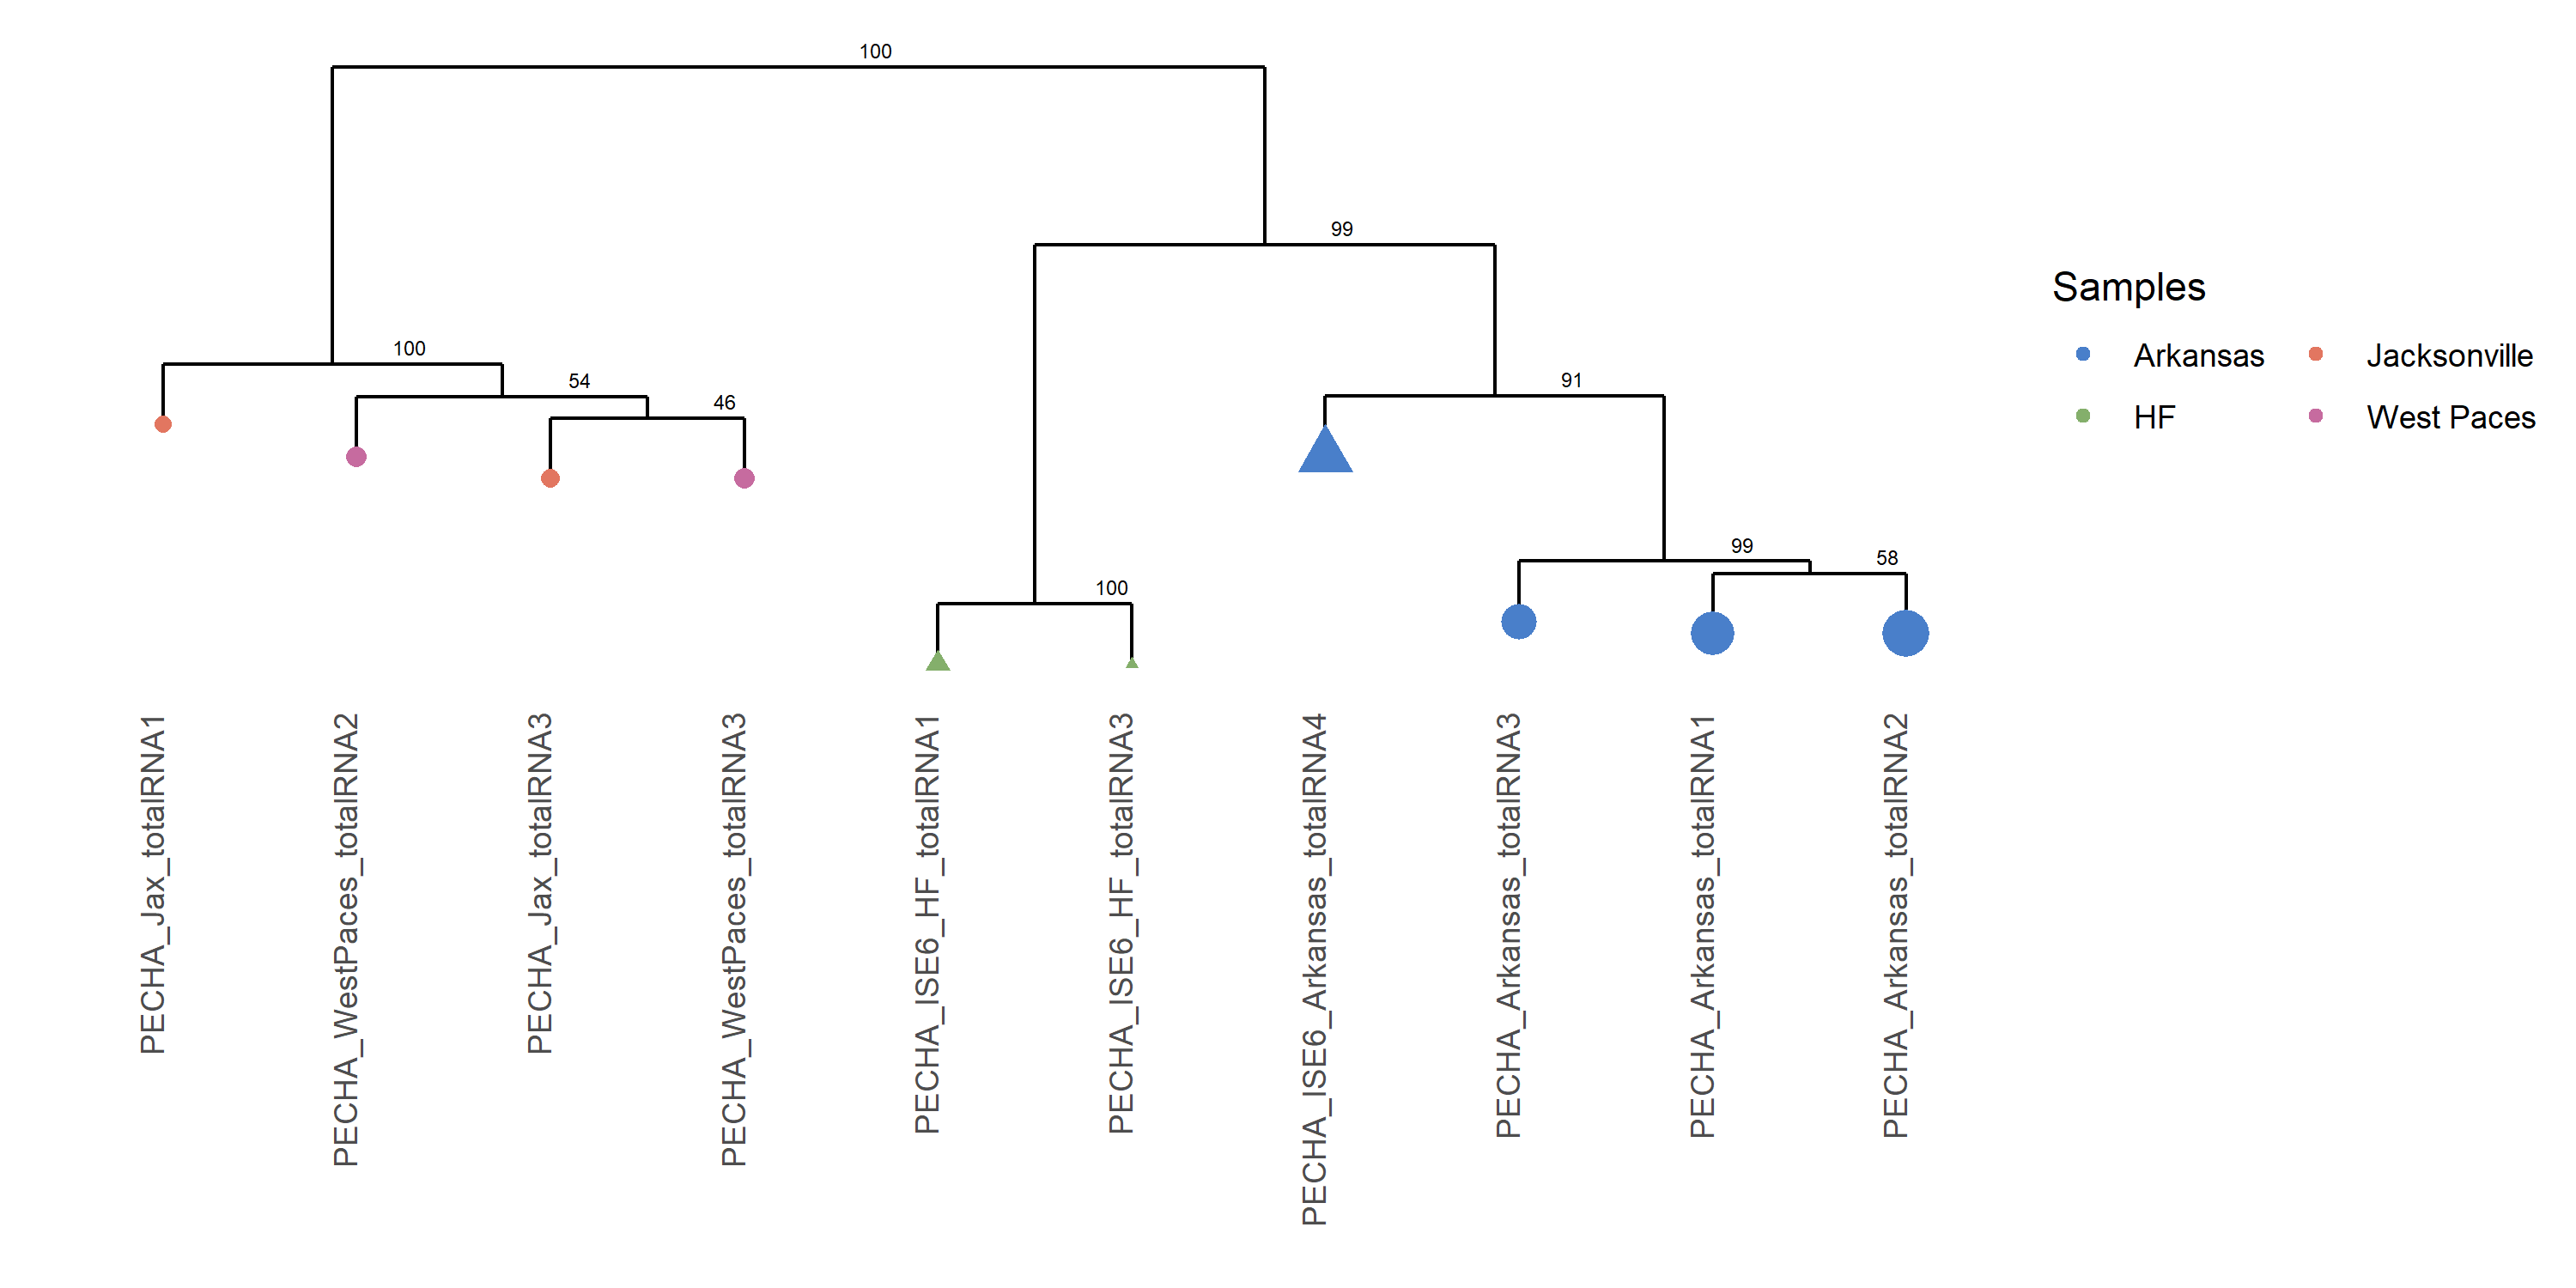 100
99
100
54
46
91
99
58
100
Samples
Arkansas
Jacksonville
HF
West Paces
PECHA_Jax_totalRNA1
PECHA_WestPaces_totalRNA2
PECHA_Jax_totalRNA3
PECHA_WestPaces_totalRNA3
PECHA_ISE6_HF_totalRNA1
PECHA_ISE6_HF_totalRNA3
PECHA_ISE6_Arkansas_totalRNA4
PECHA_Arkansas_totalRNA3
PECHA_Arkansas_totalRNA1
PECHA_Arkansas_totalRNA2